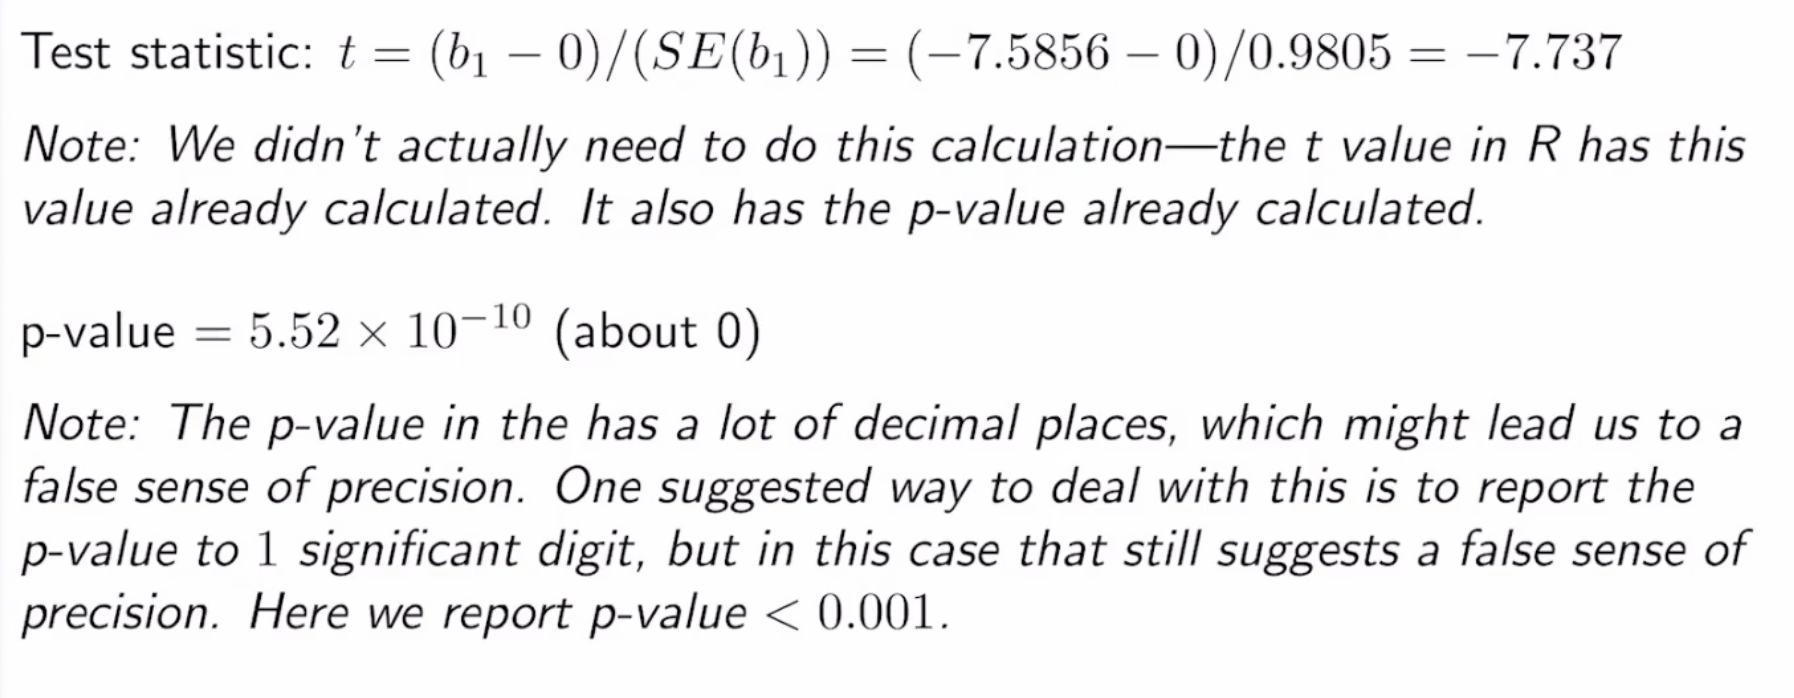 Test statistic: t = (b₁ − 0)/(SE(b₁)) = (−7.5856 − 0)/0.9805 = −7.737
Note: We didn't actually need to do this calculation—the t value in R has this
value already calculated. It also has the p-value already calculated.
p-value = 5.52 × 10⁻¹⁰ (about 0)
Note: The p-value in the has a lot of decimal places, which might lead us to a
false sense of precision. One suggested way to deal with this is to report the
p-value to 1 significant digit, but in this case that still suggests a false sense of
precision. Here we report p-value < 0.001.